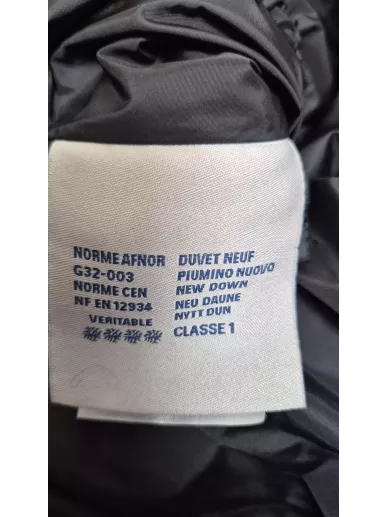 NORME AFNOR
G32-003
NORME CEN
NF EN 12934
VERITABLE
DUVET NEUF
PIUMINO NUOVO
NEW DOWN
NEU DAUNE
NYTT DUN
CLASSE 1